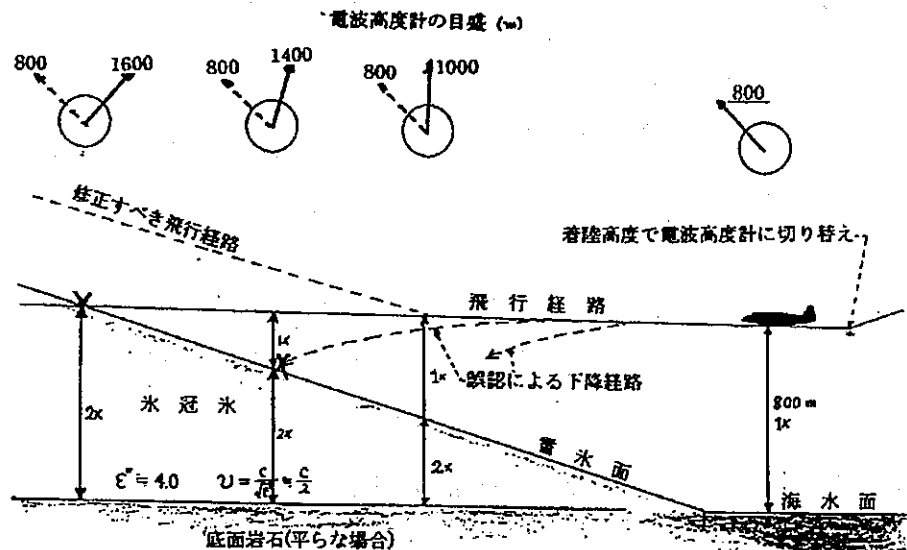 電波高度計の目盛 (m)
800 1600
800 1400
800 1000
800
修正すべき飛行経路
着陸高度で電波高度計に切り替え
飛行経路
1x
1x
誤認による下降経路
800m
1x
2x
氷冠氷
2x
2x
雪氷面
ε* ≒ 4.0 υ = c/√ε* ≒ c/2
海水面
底面岩石(平らな場合)